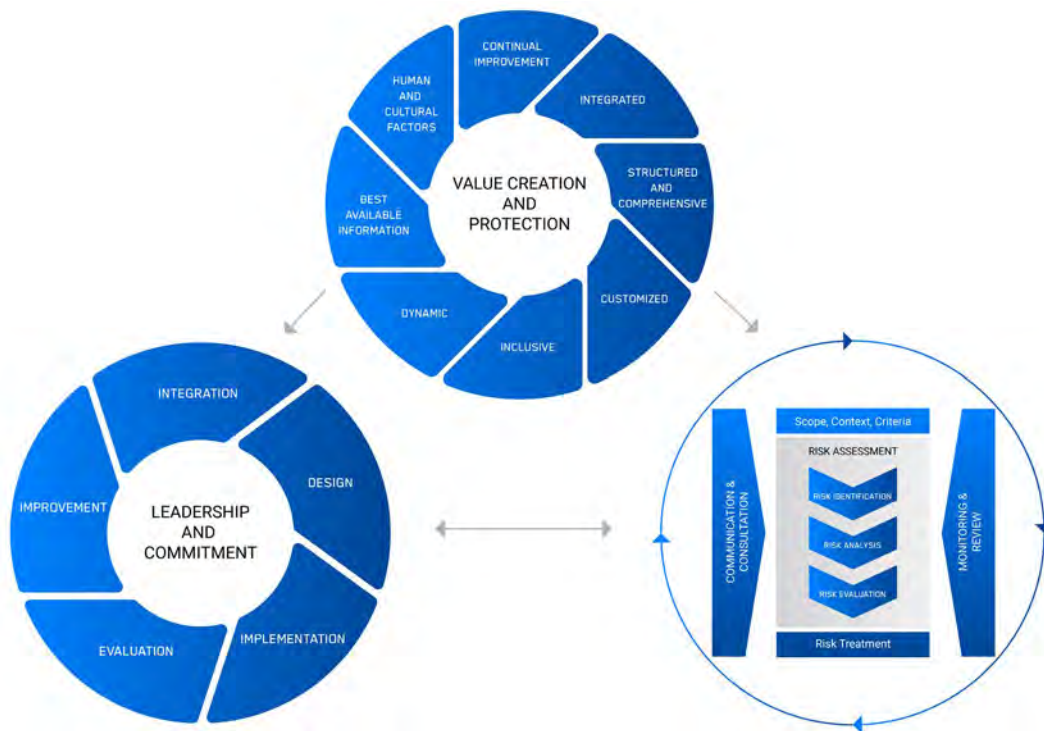 CONTINUAL
IMPROVEMENT
INTEGRATED
STRUCTURED AND
COMPREHENSIVE
CUSTOMIZED
INCLUSIVE
DYNAMIC
BEST
AVAILABLE
INFORMATION
HUMAN
AND
CULTURAL
FACTORS
VALUE CREATION
AND
PROTECTION
INTEGRATION
DESIGN
IMPLEMENTATION
EVALUATION
IMPROVEMENT
LEADERSHIP
AND
COMMITMENT
COMMUNICATION &
CONSULTATION
Scope, Context, Criteria
RISK ASSESSMENT
RISK IDENTIFICATION
RISK ANALYSIS
RISK EVALUATION
Risk Treatment
MONITORING &
REVIEW